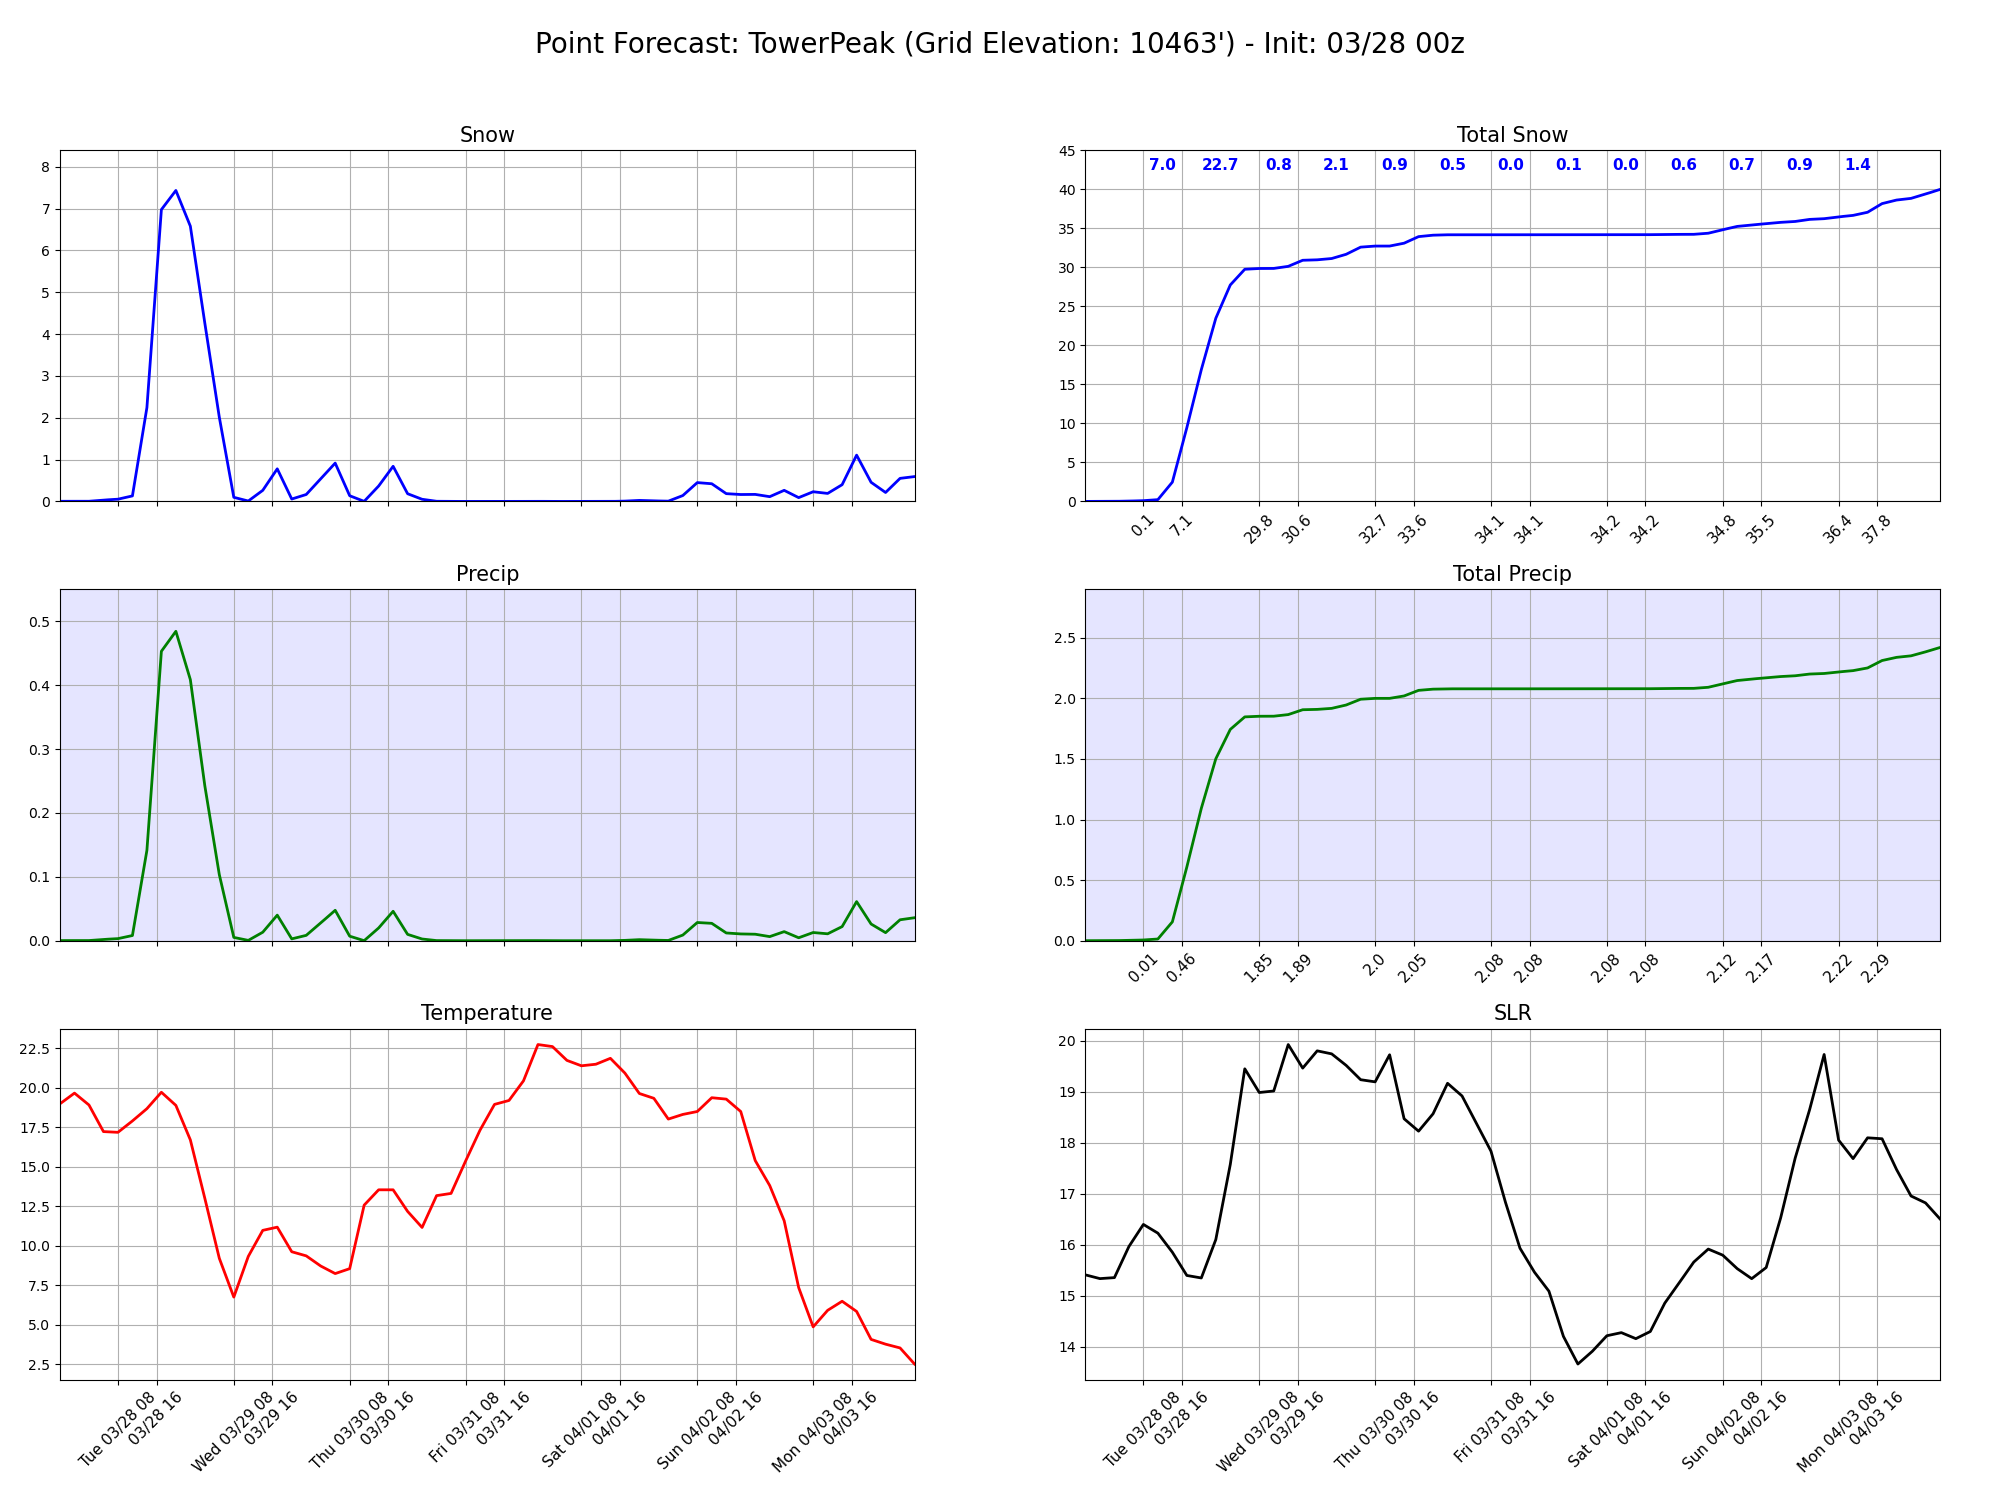 Point Forecast: TowerPeak (Grid Elevation: 10463') - Init: 03/28 00z
Snow
8
7
6
5
4
3
2
1
0
Total Snow
45
40
35
30
25
20
15
10
5
0
7.0 22.7 0.8 2.1 0.9 0.5 0.0 0.1 0.0 0.6 0.7 0.9 1.4
0.1 7.1 29.8 30.6 32.7 33.6 34.1 34.1 34.2 34.2 34.8 35.5 36.4 37.8
Precip
0.5
0.4
0.3
0.2
0.1
0.0
Total Precip
2.5
2.0
1.5
1.0
0.5
0.0
0.01 0.46 1.85 1.89 2.0 2.05 2.08 2.08 2.08 2.08 2.12 2.17 2.22 2.29
Temperature
22.5
20.0
17.5
15.0
12.5
10.0
7.5
5.0
2.5
Tue 03/28 08
03/28 16
Wed 03/29 08
03/29 16
Thu 03/30 08
03/30 16
Fri 03/31 08
03/31 16
Sat 04/01 08
04/01 16
Sun 04/02 08
04/02 16
Mon 04/03 08
04/03 16
SLR
20
19
18
17
16
15
14
Tue 03/28 08
03/28 16
Wed 03/29 08
03/29 16
Thu 03/30 08
03/30 16
Fri 03/31 08
03/31 16
Sat 04/01 08
04/01 16
Sun 04/02 08
04/02 16
Mon 04/03 08
04/03 16